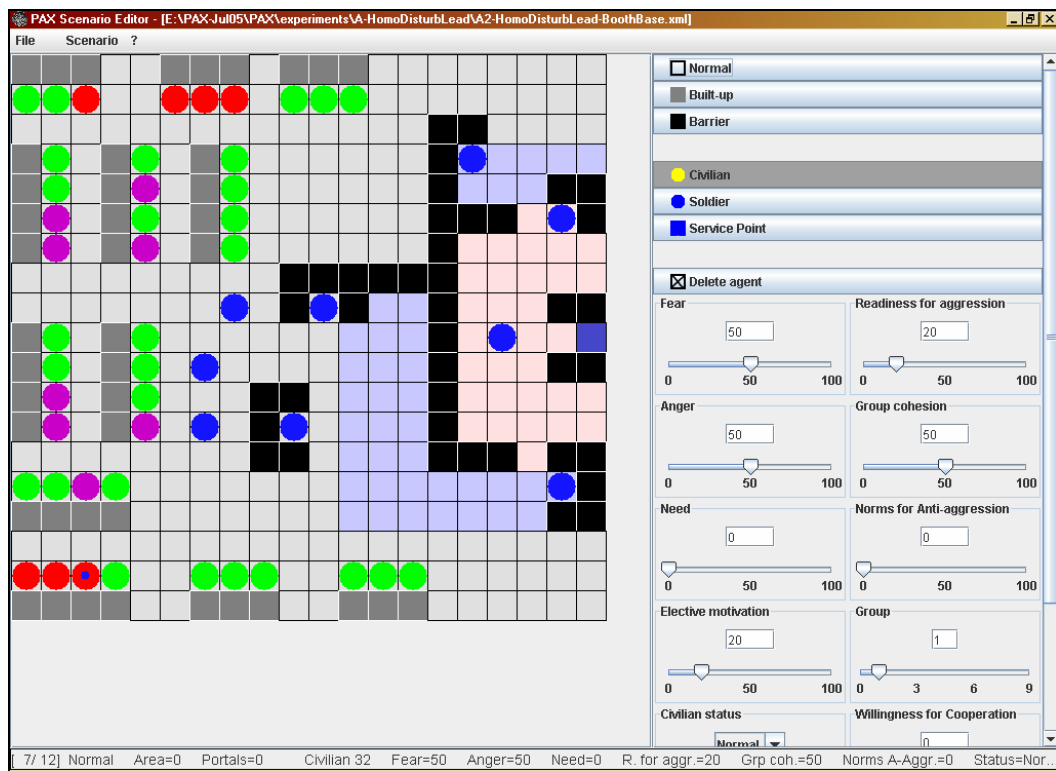 PAX Scenario Editor - [E:\PAX-Jul05\PAX\experiments\A-HomoDisturbLead\A2-HomoDisturbLead-BoothBase.xml]
File Scenario ?
Normal
Built-up
Barrier
Civilian
Soldier
Service Point
Delete agent
Fear Readiness for aggression
50 20
0 50 100 0 50 100
Anger Group cohesion
50 50
0 50 100 0 50 100
Need Norms for Anti-aggression
0 0
0 50 100 0 50 100
Elective motivation Group
20 1
0 50 100 0 3 6 9
Civilian status Willingness for Cooperation
Normal 0
[ 7/ 12] Normal Area=0 Portals=0 Civilian 32 Fear=50 Anger=50 Need=0 R. for aggr.=20 Grp coh.=50 Norms A-Aggr.=0 Status=Nor...